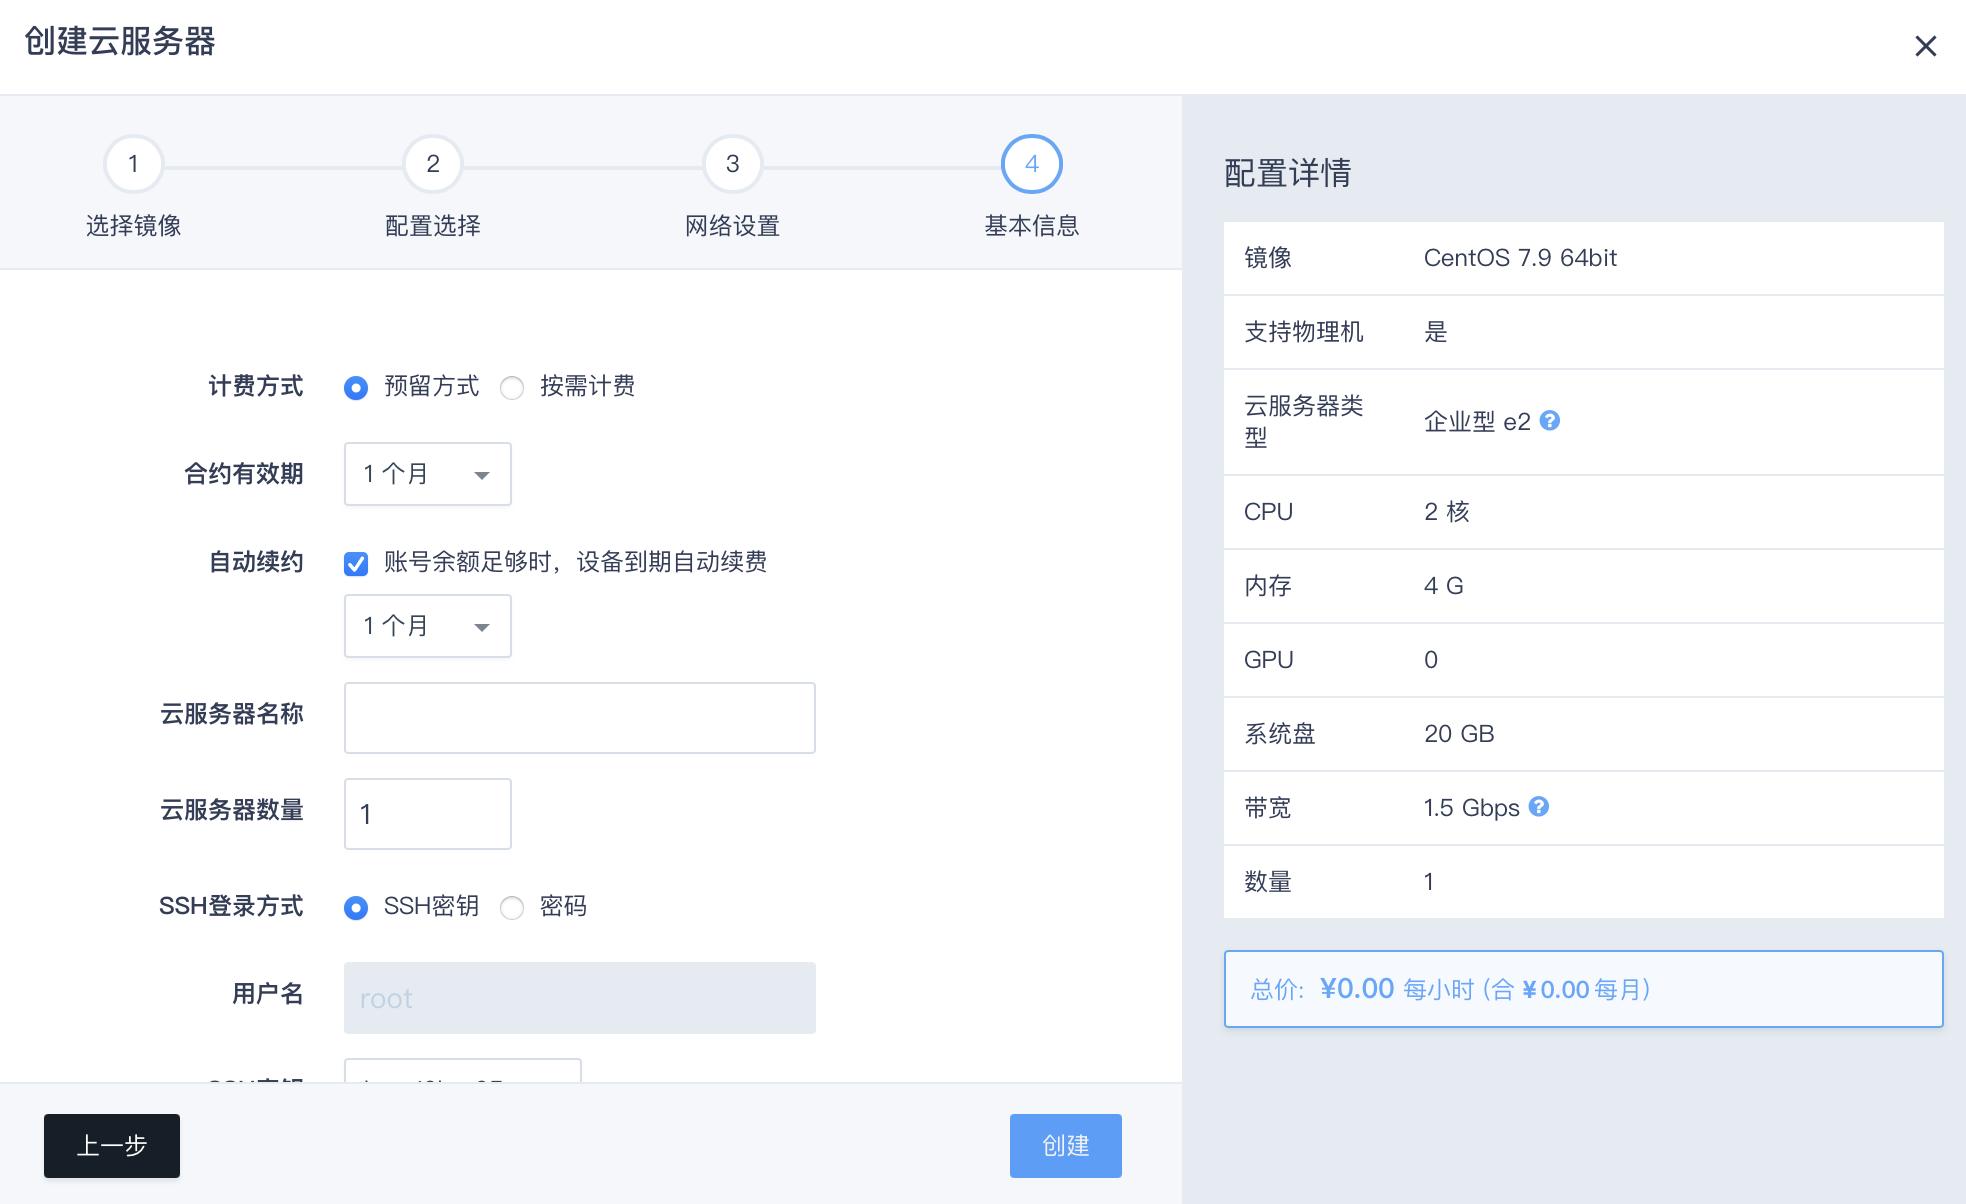 创建云服务器
1
2
3
4
选择镜像
配置选择
网络设置
基本信息
计费方式
预留方式
按需计费
合约有效期
1 个月
自动续约
账号余额足够时，设备到期自动续费
1 个月
云服务器名称
云服务器数量
1
SSH登录方式
SSH密钥
密码
用户名
root
SSH密钥
上一步
创建
配置详情
镜像
CentOS 7.9 64bit
支持物理机
是
云服务器类
型
企业型 e2
CPU
2 核
内存
4 G
GPU
0
系统盘
20 GB
带宽
1.5 Gbps
数量
1
总价: ¥0.00 每小时 (合 ¥0.00 每月)